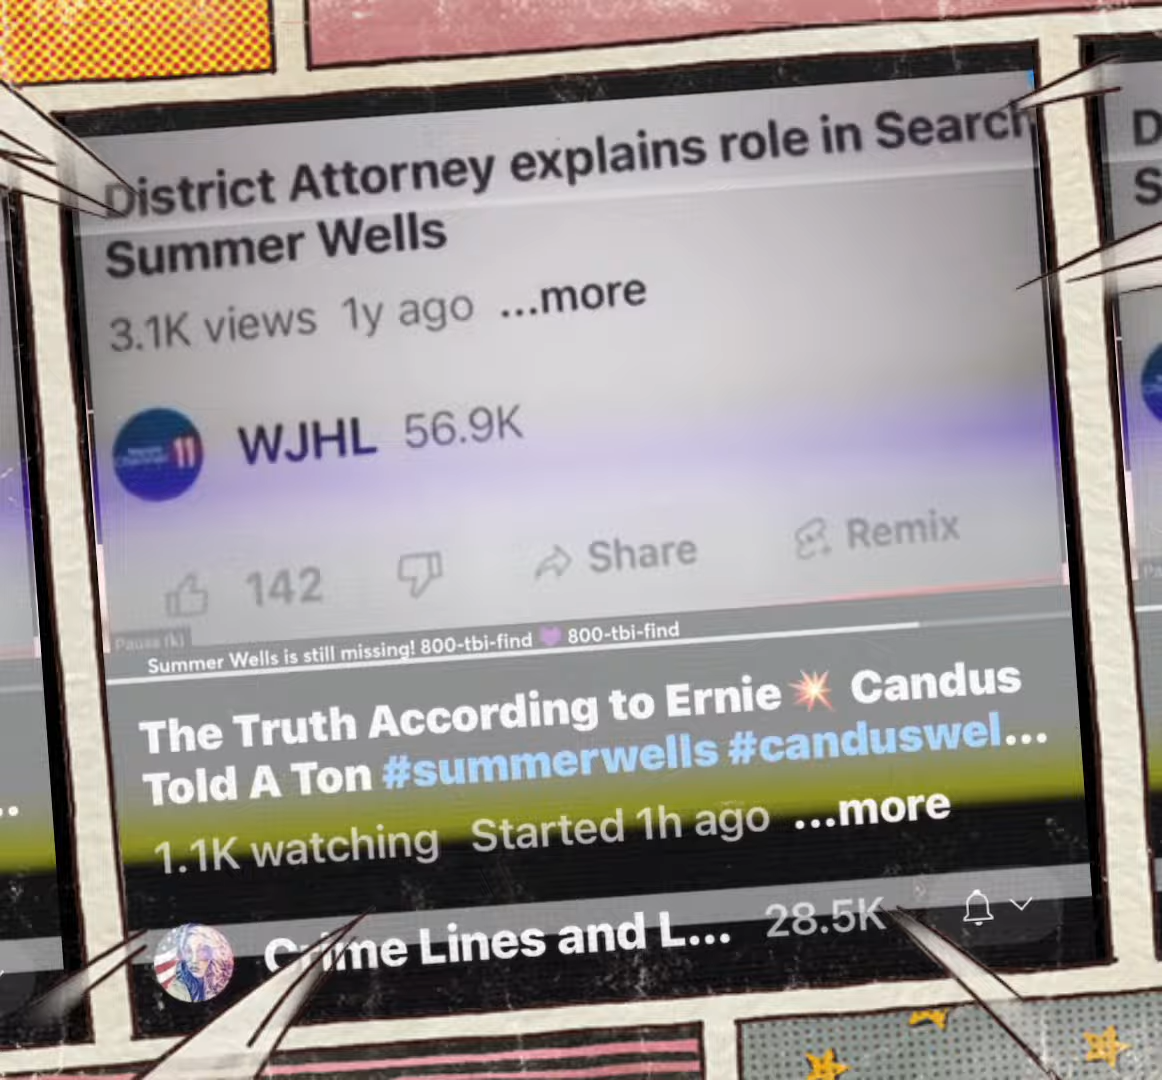 District Attorney explains role in Search
Summer Wells
3.1K views 1y ago ...more
11
WJHL 56.9K
142 Share Remix
Pause (k)
Summer Wells is still missing! 800-tbi-find 💜 800-tbi-find
The Truth According to Ernie 💥 Candus
Told A Ton #summerwells #canduswel...
1.1K watching Started 1h ago ...more
Crime Lines and L... 28.5K
D
S